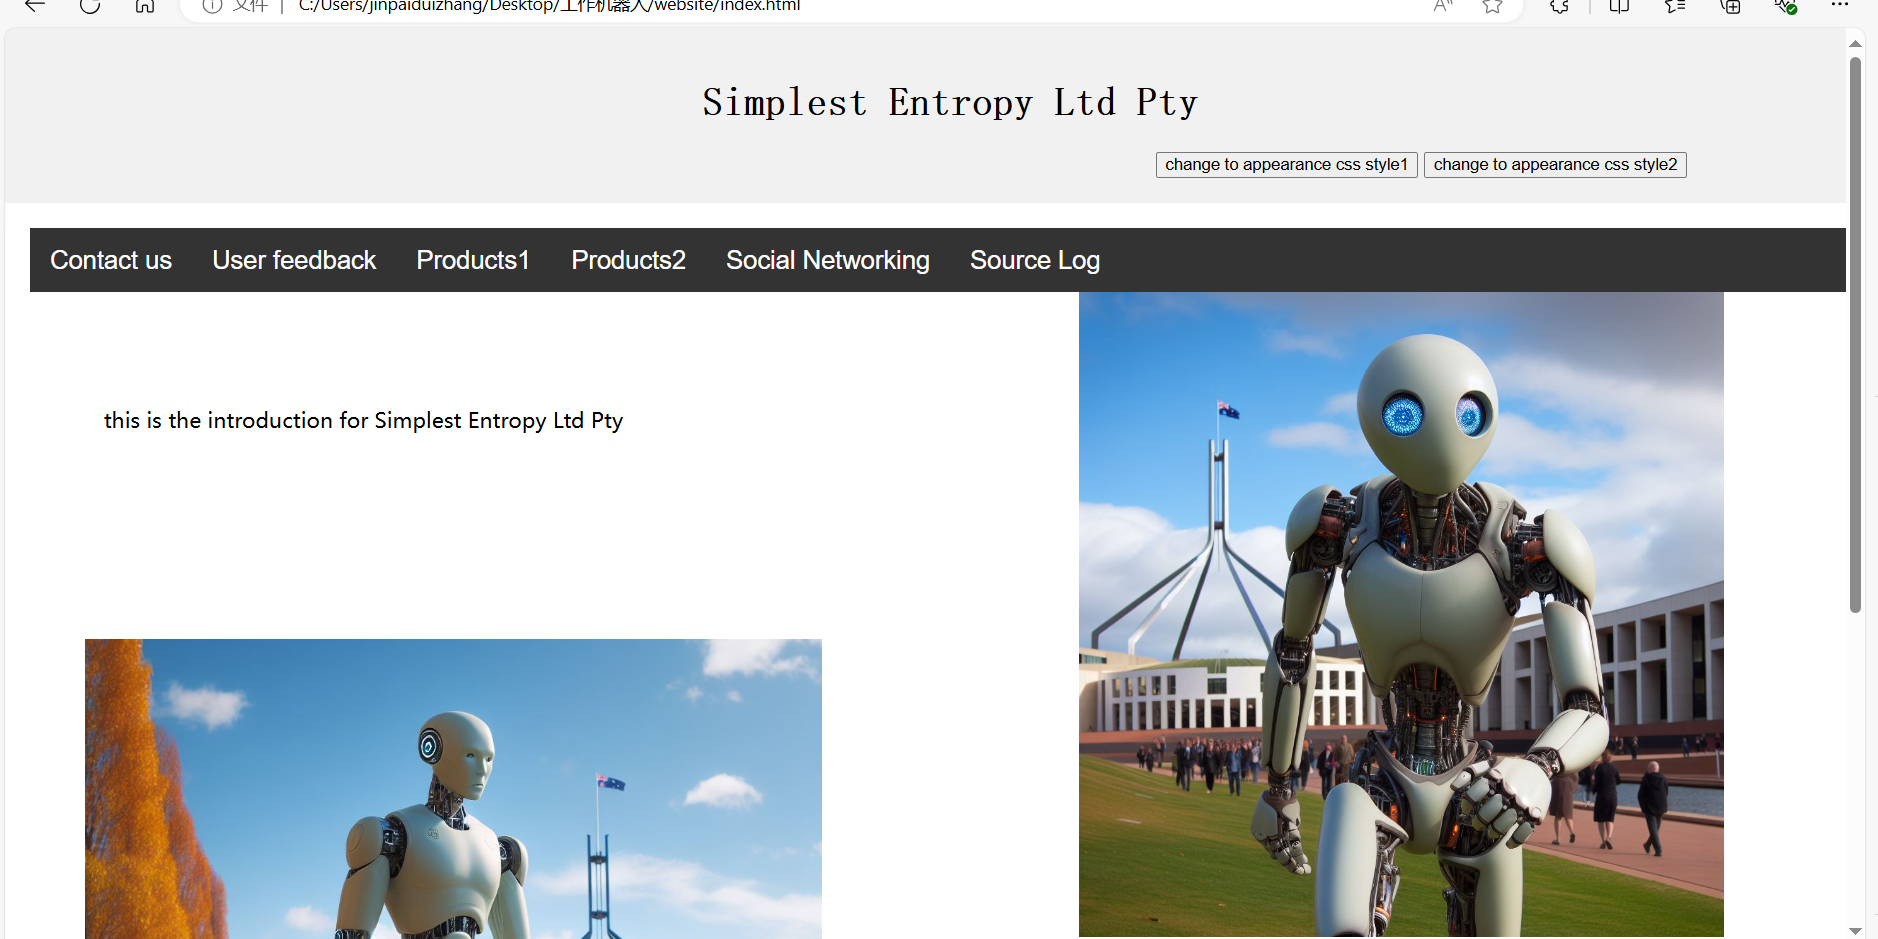 文件 | C:/Users/jinpaiduizhang/Desktop/工作机器人/website/index.html
Simplest Entropy Ltd Pty
change to appearance css style1 change to appearance css style2
Contact us User feedback Products1 Products2 Social Networking Source Log
this is the introduction for Simplest Entropy Ltd Pty